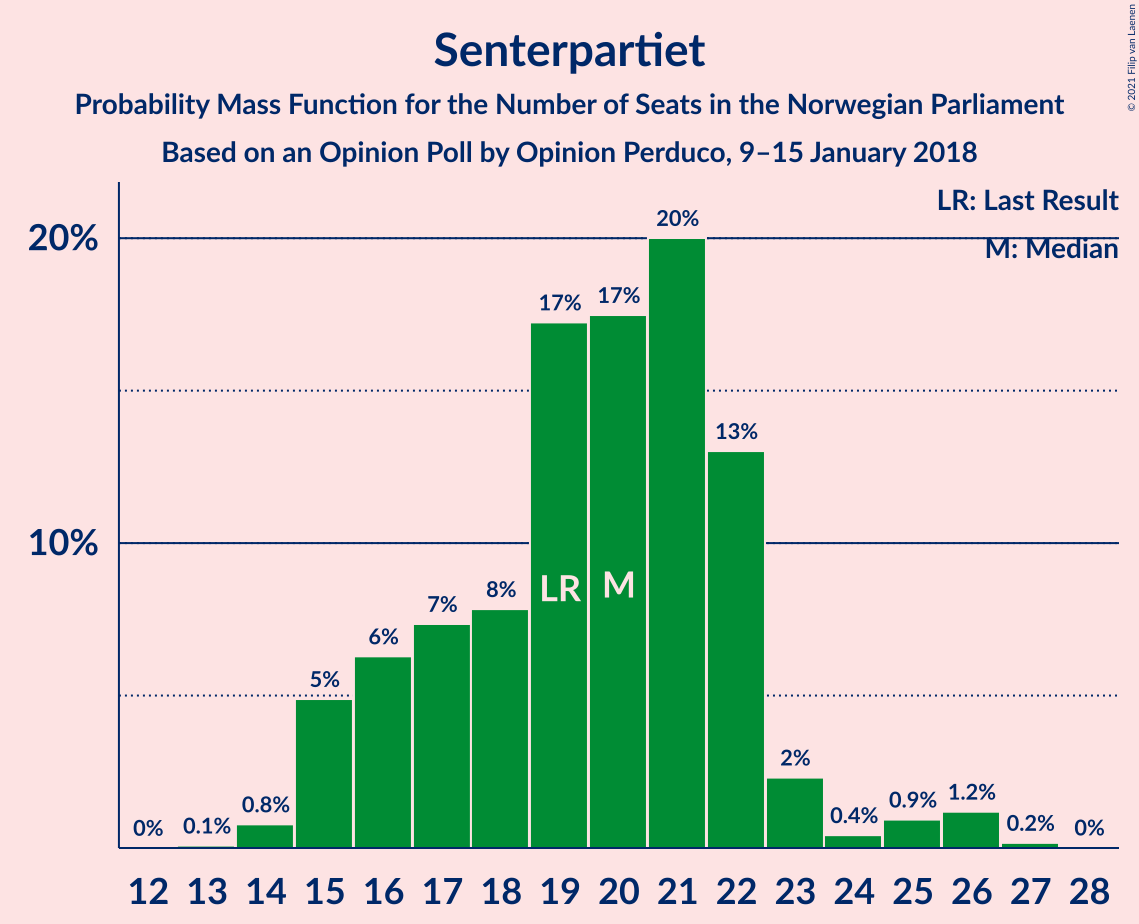 Senterpartiet
Probability Mass Function for the Number of Seats in the Norwegian Parliament
Based on an Opinion Poll by Opinion Perduco, 9–15 January 2018
© 2021 Filip van Laenen
LR: Last Result
M: Median
20%
10%
0%
0.1%
0.8%
5%
6%
7%
8%
17%
17%
20%
13%
2%
0.4%
0.9%
1.2%
0.2%
0%
LR
M
12 13 14 15 16 17 18 19 20 21 22 23 24 25 26 27 28